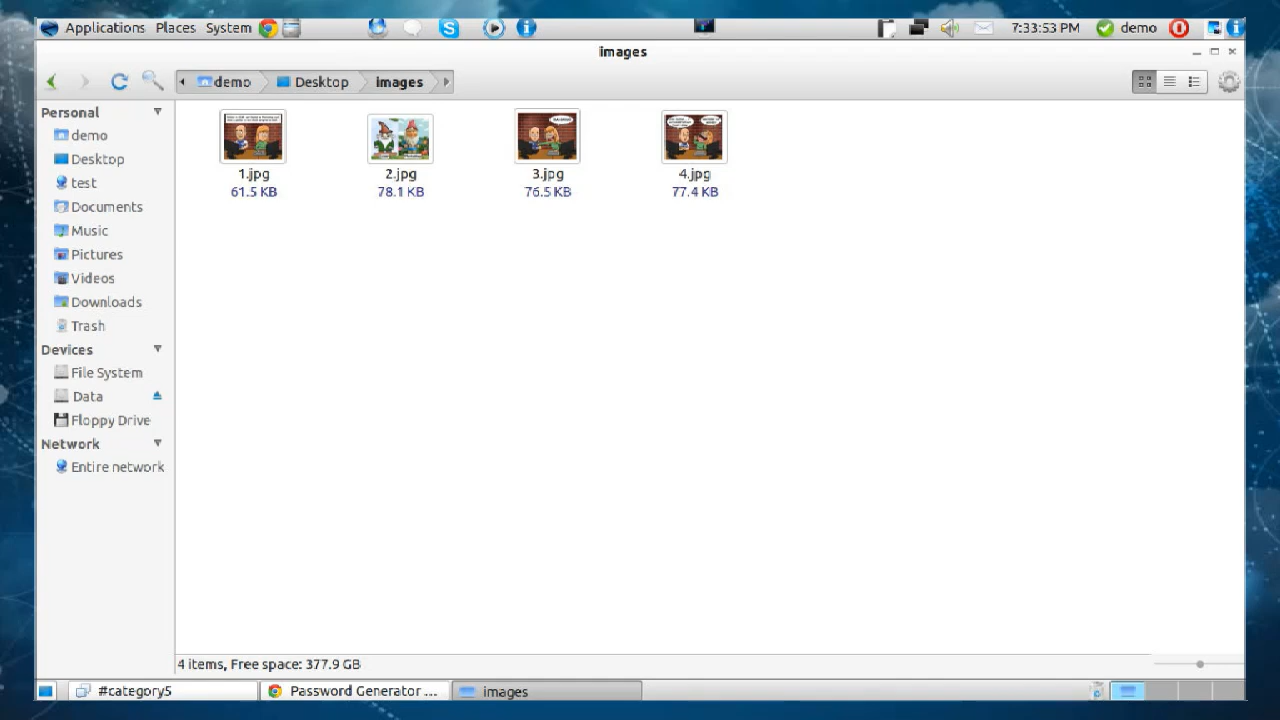 Applications Places System 7:33:53 PM demo
images
demo Desktop images
Personal
demo
Desktop
test
Documents
Music
Pictures
Videos
Downloads
Trash
Devices
File System
Data
Floppy Drive
Network
Entire network
1.jpg 2.jpg 3.jpg 4.jpg
61.5 KB 78.1 KB 76.5 KB 77.4 KB
4 items, Free space: 377.9 GB
#category5 Password Generator ... images